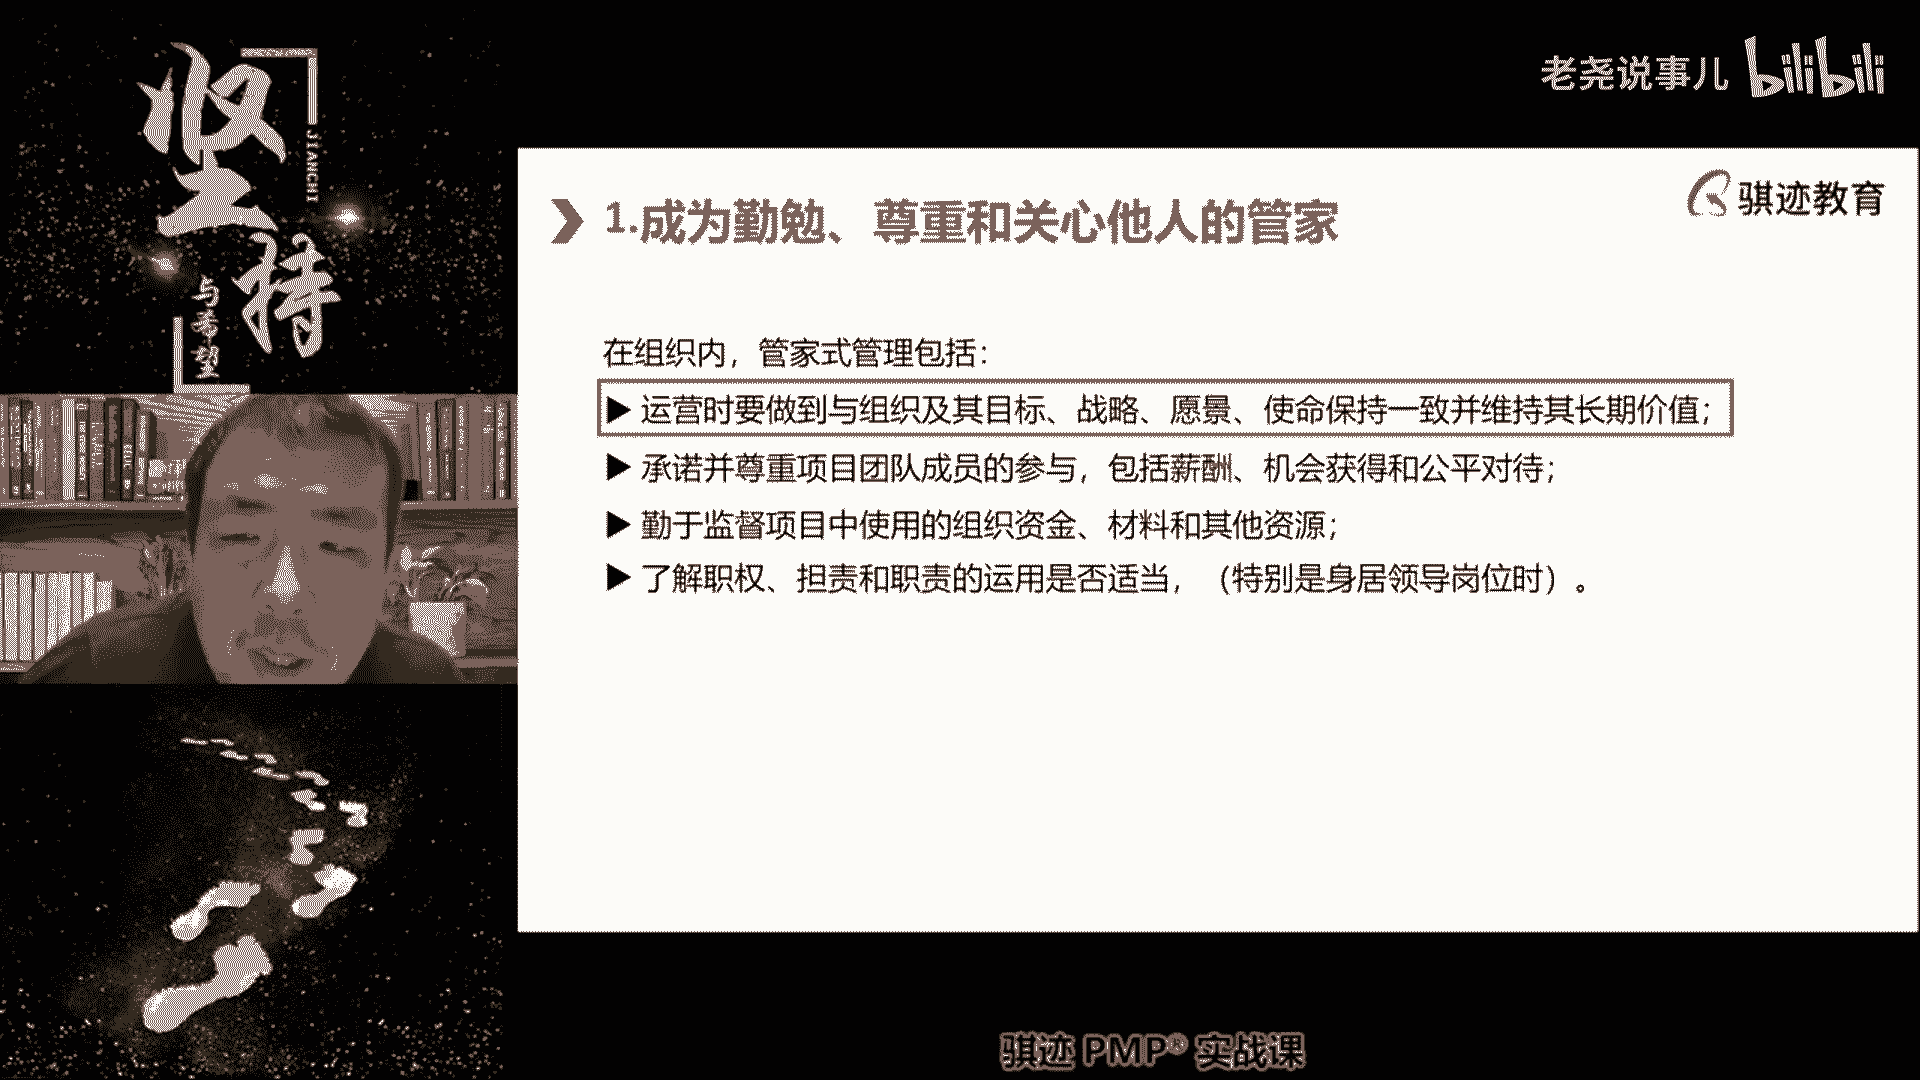 坚持
JIANCHI
与希望
老尧说事儿 bilibili
骐迹教育
1.成为勤勉、尊重和关心他人的管家
在组织内，管家式管理包括：
▶ 运营时要做到与组织及其目标、战略、愿景、使命保持一致并维持其长期价值；
▶ 承诺并尊重项目团队成员的参与，包括薪酬、机会获得和公平对待；
▶ 勤于监督项目中使用的组织资金、材料和其他资源；
▶ 了解职权、担责和职责的运用是否适当，（特别是身居领导岗位时）。
骐迹 PMP® 实战课